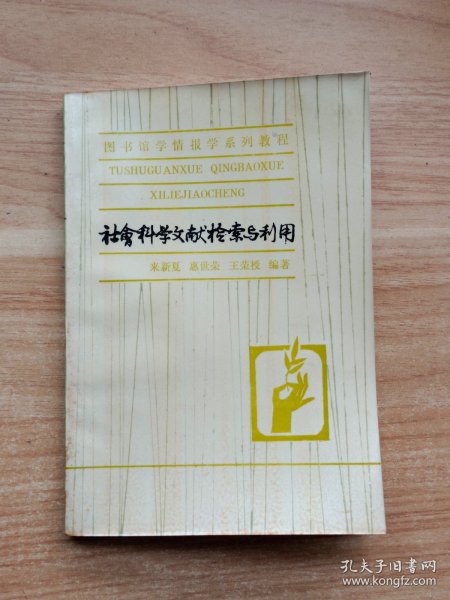 图书馆学情报学系列教程
TUSHUGUANXUE QINGBAOXUE
XILIEJIAOCHENG
社會科学文献检索与利用
来新夏 惠世荣 王荣授 编著
孔夫子旧书网
www.kongfz.com